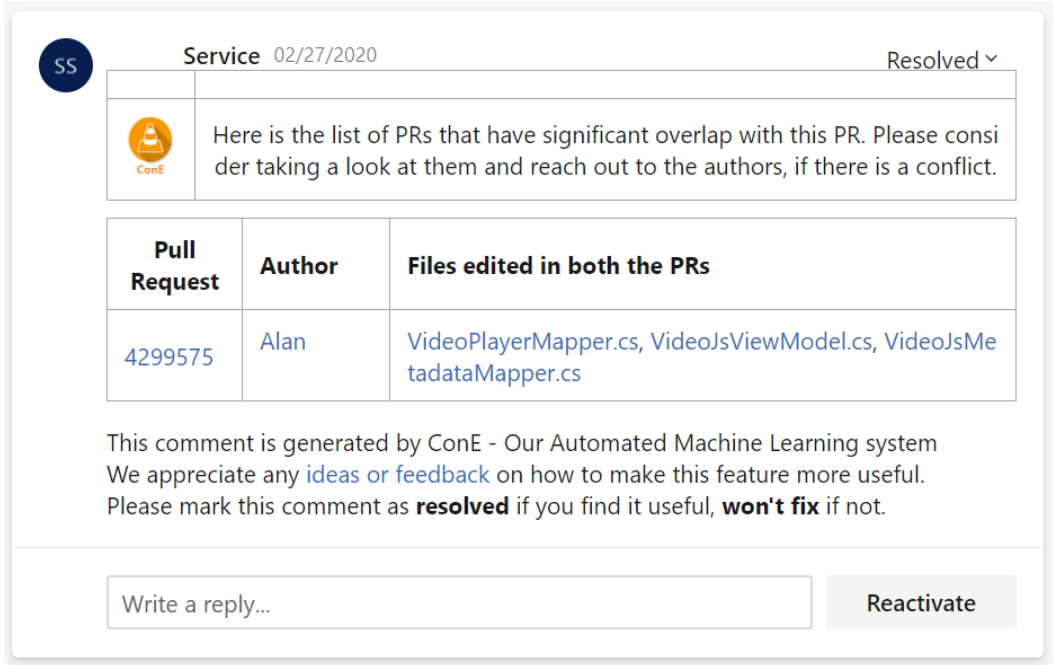 SS
Service 02/27/2020
Resolved
ConE
Here is the list of PRs that have significant overlap with this PR. Please consi
der taking a look at them and reach out to the authors, if there is a conflict.
Pull
Request
Author
Files edited in both the PRs
4299575
Alan
VideoPlayerMapper.cs, VideoJsViewModel.cs, VideoJsMe
tadataMapper.cs
This comment is generated by ConE - Our Automated Machine Learning system
We appreciate any ideas or feedback on how to make this feature more useful.
Please mark this comment as resolved if you find it useful, won't fix if not.
Write a reply...
Reactivate